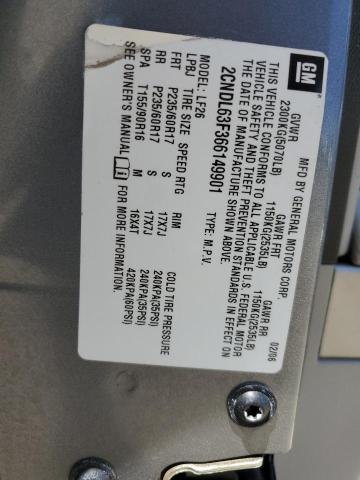 GM
MFD BY GENERAL MOTORS CORP.
02/06
GVWR GAWR FRT GAWR RR
2300KG(5070LB) 1150KG(2535LB) 1150KG(2535LB)
THIS VEHICLE CONFORMS TO ALL APPLICABLE U.S. FEDERAL MOTOR
VEHICLE SAFETY AND THEFT PREVENTION STANDARDS IN EFFECT ON
THE DATE OF MANUFACTURE SHOWN ABOVE.
2CNDL63F366149901 TYPE: M.P.V.
MODEL: LF26
LPBJ TIRE SIZE SPEED RTG RIM COLD TIRE PRESSURE
FRT P235/60R17 S 17X7J 240KPA(35PSI)
RR P235/60R17 S 17X7J 240KPA(35PSI)
SPA T155/90R16 M 16X4T 420KPA(60PSI)
SEE OWNER'S MANUAL FOR MORE INFORMATION